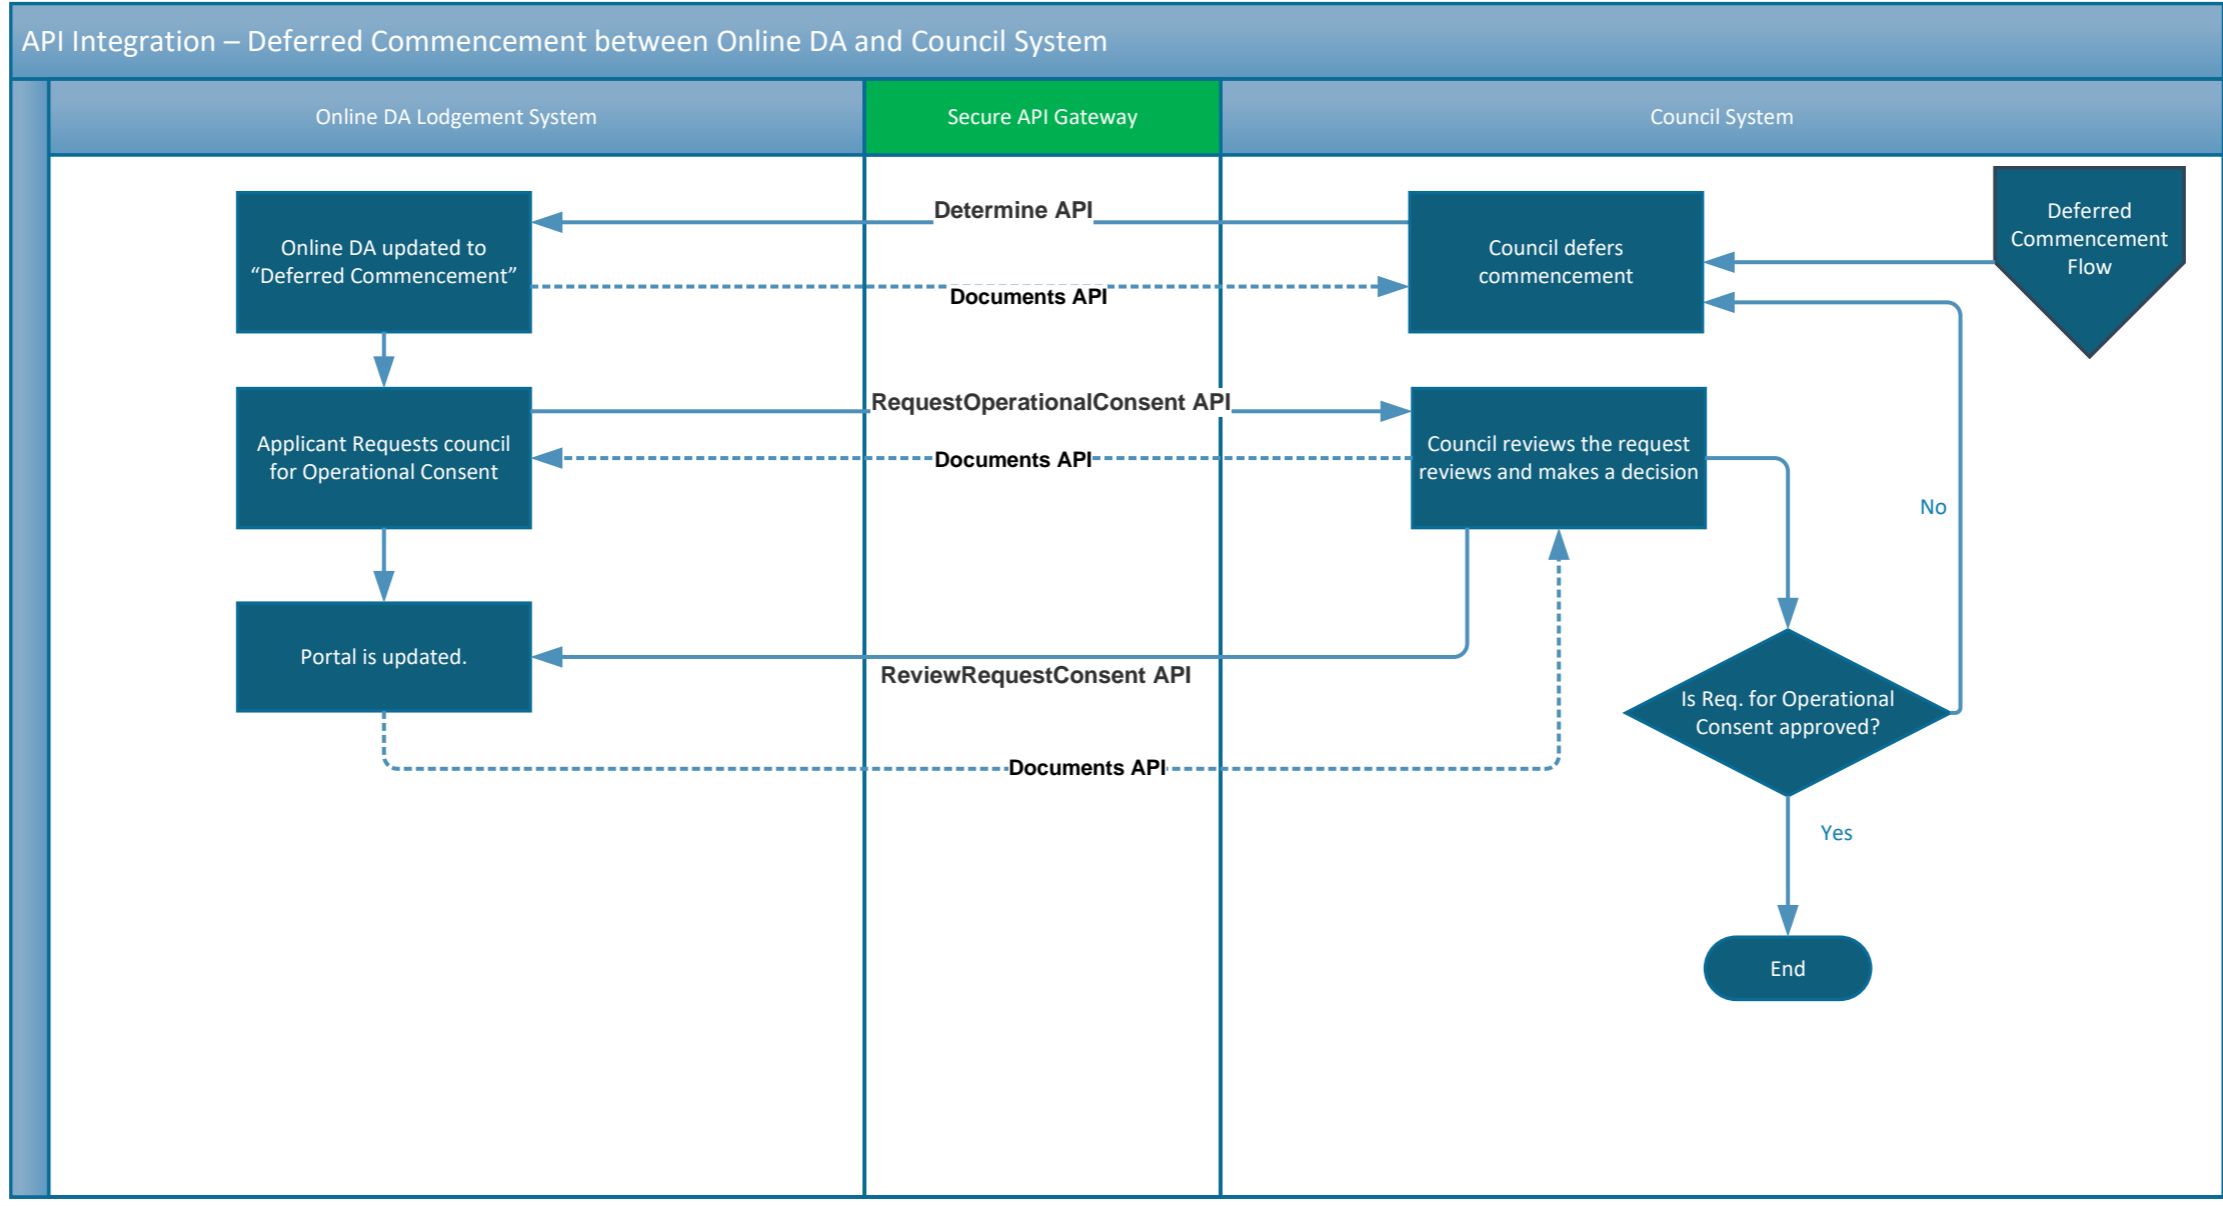 API Integration – Deferred Commencement between Online DA and Council System
Online DA Lodgement System
Secure API Gateway
Council System
Online DA updated to
“Deferred Commencement”
Determine API
Documents API
Council defers
commencement
Deferred
Commencement
Flow
Applicant Requests council
for Operational Consent
RequestOperationalConsent API
Documents API
Council reviews the request
reviews and makes a decision
No
Portal is updated.
ReviewRequestConsent API
Is Req. for Operational
Consent approved?
Documents API
Yes
End